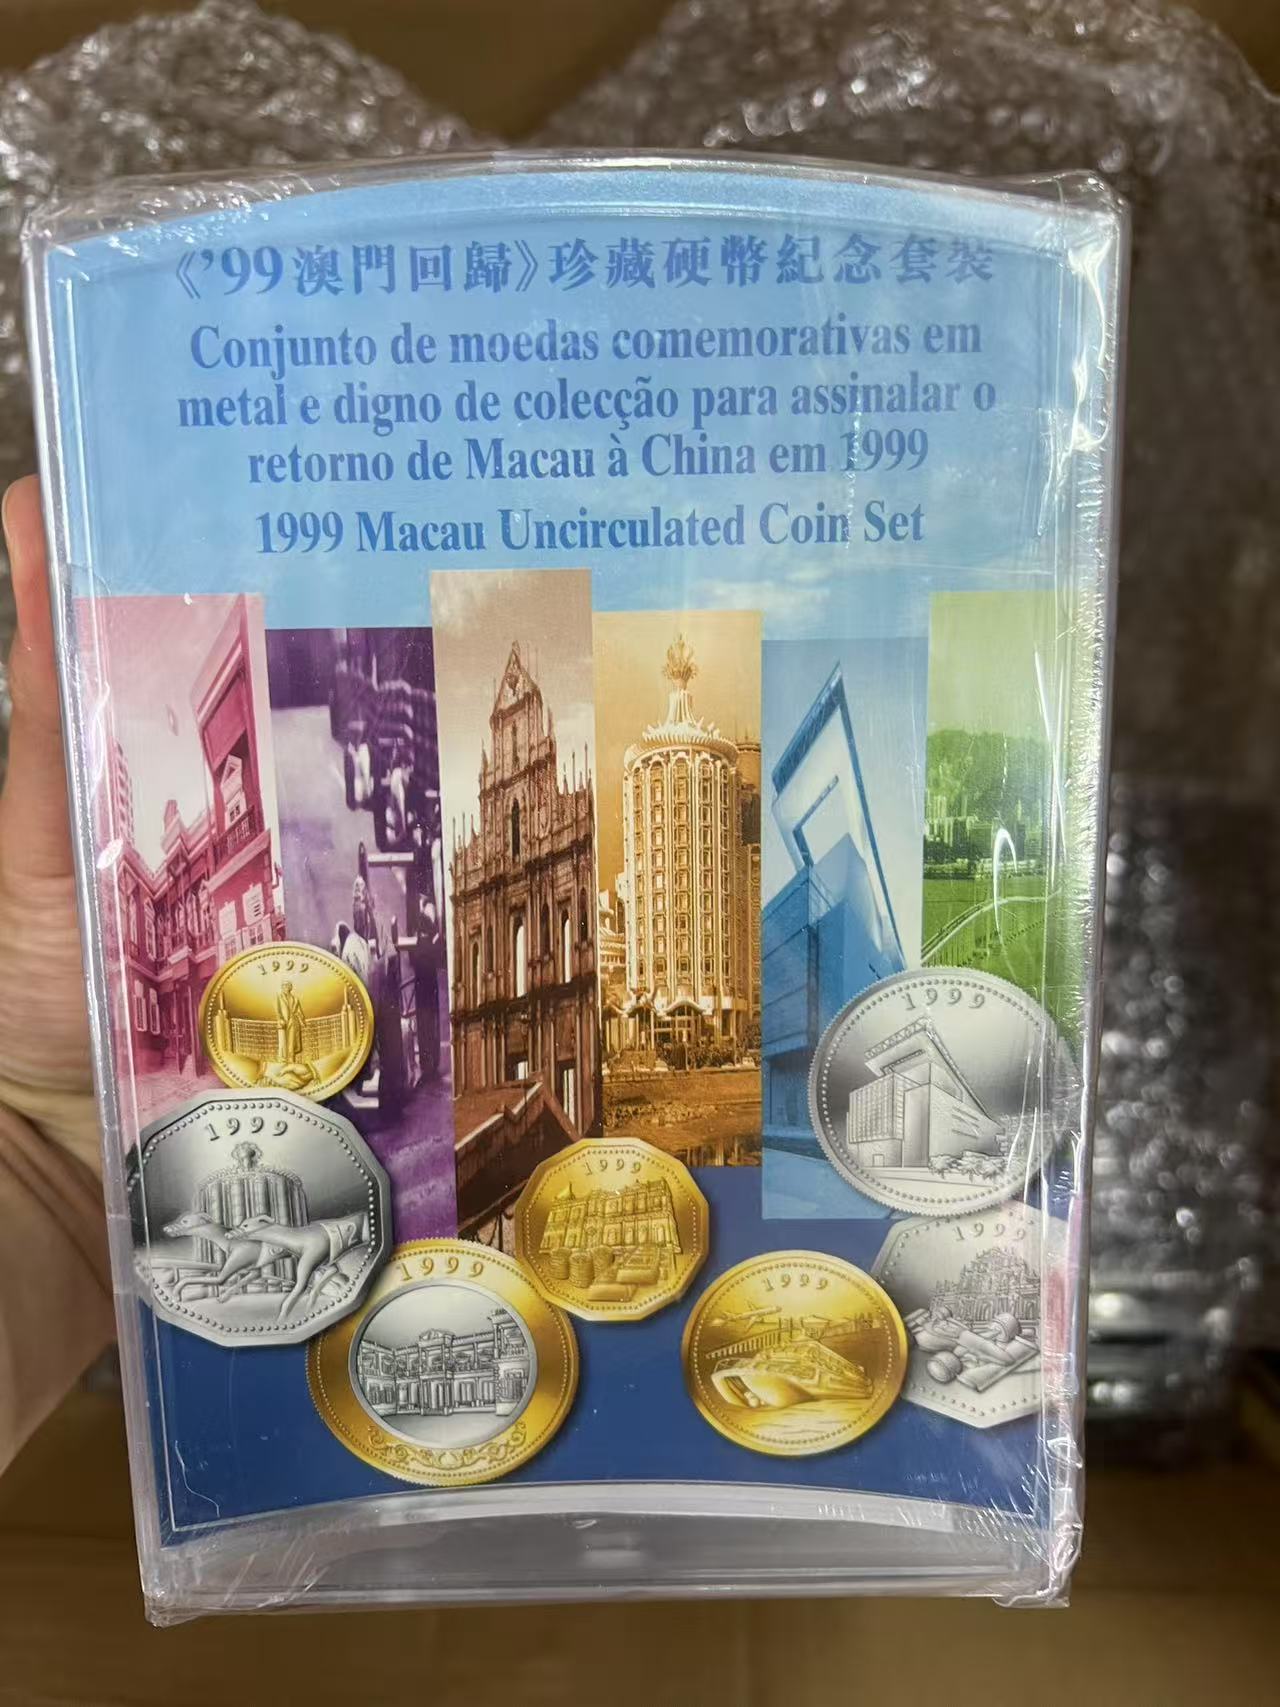 《’99澳門回歸》珍藏硬幣紀念套裝
Conjunto de moedas comemorativas em
metal e digno de colecção para assinalar o
retorno de Macau à China em 1999
1999 Macau Uncirculated Coin Set
1999
1999
1999
1999
1999
1999
1999